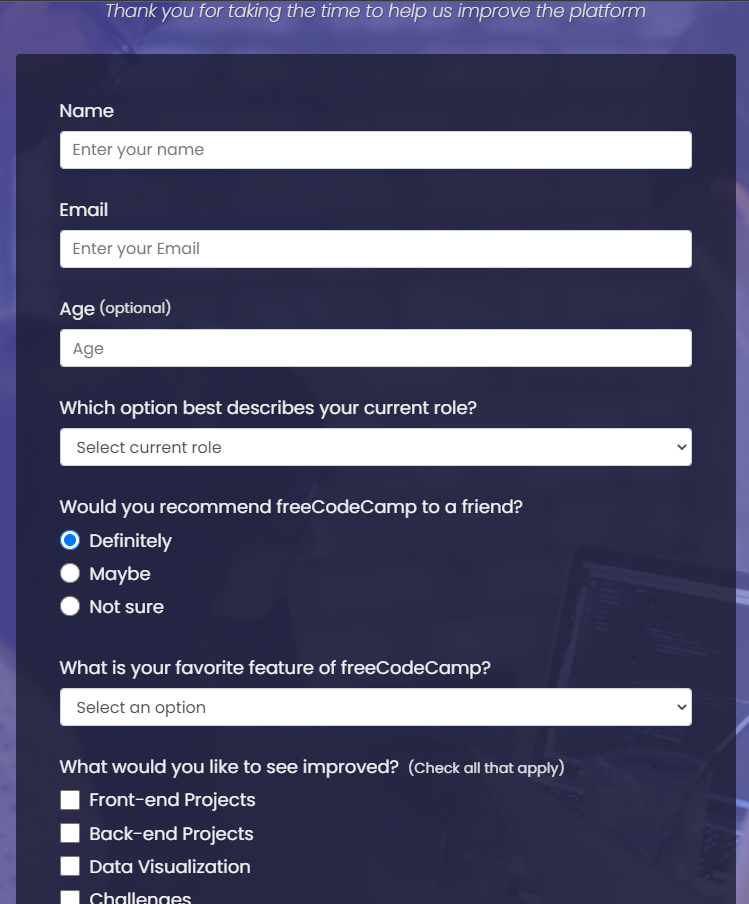 Thank you for taking the time to help us improve the platform
Name
Enter your name
Email
Enter your Email
Age (optional)
Age
Which option best describes your current role?
Select current role
Would you recommend freeCodeCamp to a friend?
Definitely
Maybe
Not sure
What is your favorite feature of freeCodeCamp?
Select an option
What would you like to see improved? (Check all that apply)
Front-end Projects
Back-end Projects
Data Visualization
Challenges